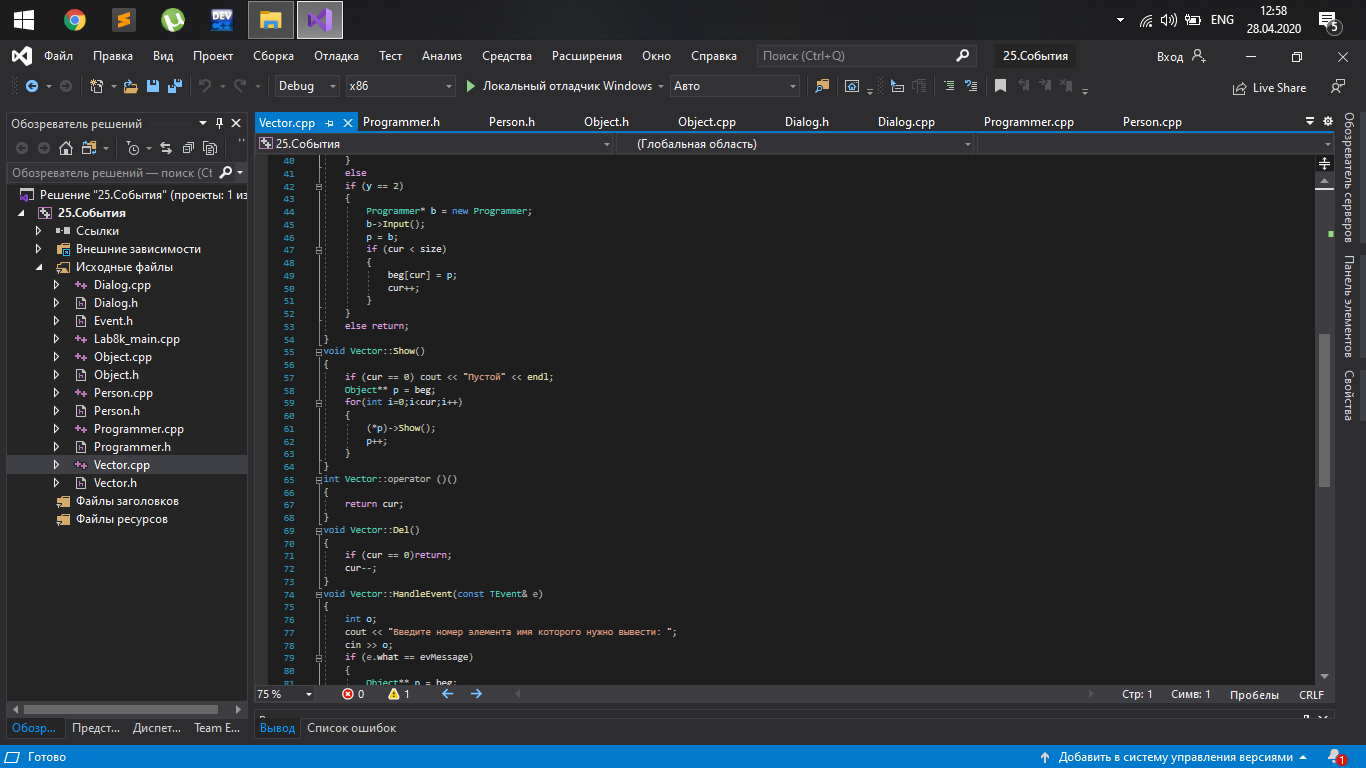 DEV
C++
ENG
12:58
28.04.2020
5
Файл Правка Вид Проект Сборка Отладка Тест Анализ Средства Расширения Окно Справка Поиск (Ctrl+Q) 25.События Вход
Debug x86 Локальный отладчик Windows Авто Live Share
Обозреватель решений
Обозреватель решений — поиск (Ct
Решение "25.События" (проекты: 1 из
25.События
Ссылки
Внешние зависимости
Исходные файлы
Dialog.cpp
Dialog.h
Event.h
Lab8k_main.cpp
Object.cpp
Object.h
Person.cpp
Person.h
Programmer.cpp
Programmer.h
Vector.cpp
Vector.h
Файлы заголовков
Файлы ресурсов
Обозр... Предст... Диспет... Team E...
Vector.cpp Programmer.h Person.h Object.h Object.cpp Dialog.h Dialog.cpp Programmer.cpp Person.cpp
25.События (Глобальная область)
40 }
41 else
42 if (y == 2)
43 {
44 Programmer* b = new Programmer;
45 b->Input();
46 p = b;
47 if (cur < size)
48 {
49 beg[cur] = p;
50 cur++;
51 }
52 }
53 else return;
54 }
55 void Vector::Show()
56 {
57 if (cur == 0) cout << "Пустой" << endl;
58 Object** p = beg;
59 for(int i=0;i<cur;i++)
60 {
61 (*p)->Show();
62 p++;
63 }
64 }
65 int Vector::operator ()()
66 {
67 return cur;
68 }
69 void Vector::Del()
70 {
71 if (cur == 0)return;
72 cur--;
73 }
74 void Vector::HandleEvent(const TEvent& e)
75 {
76 int o;
77 cout << "Введите номер элемента имя которого нужно вывести: ";
78 cin >> o;
79 if (e.what == evMessage)
80 {
81 Object** p = beg;
75 % 0 1 Стр: 1 Симв: 1 Пробелы CRLF
Вывод Список ошибок
Обозреватель серверов
Панель элементов
Свойства
Готово Добавить в систему управления версиями 1